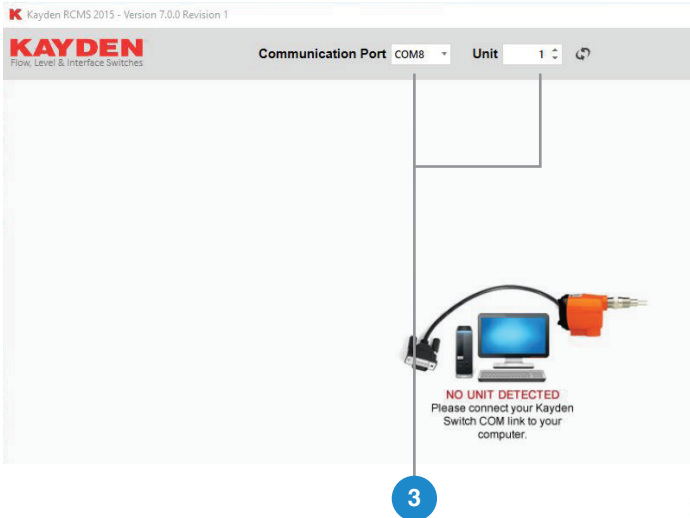 Kayden RCMS 2015 - Version 7.0.0 Revision 1
KAYDEN
Flow, Level & Interface Switches
Communication Port COM8 Unit 1
NO UNIT DETECTED
Please connect your Kayden
Switch COM link to your
computer.
3